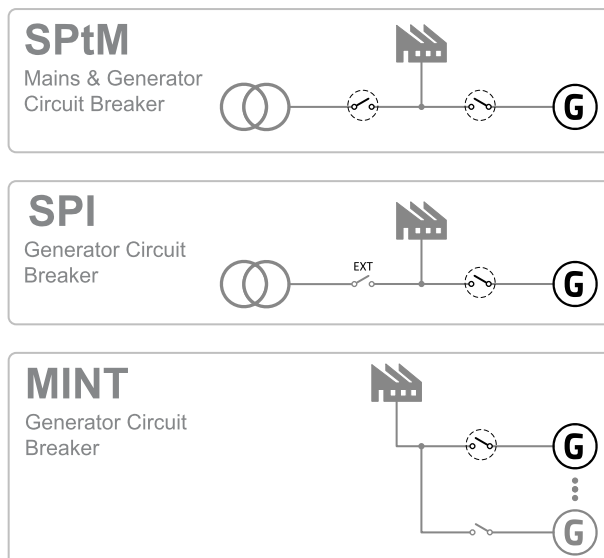 SPtM
Mains & Generator
Circuit Breaker
G
SPI
Generator Circuit
Breaker
EXT
G
MINT
Generator Circuit
Breaker
G
G